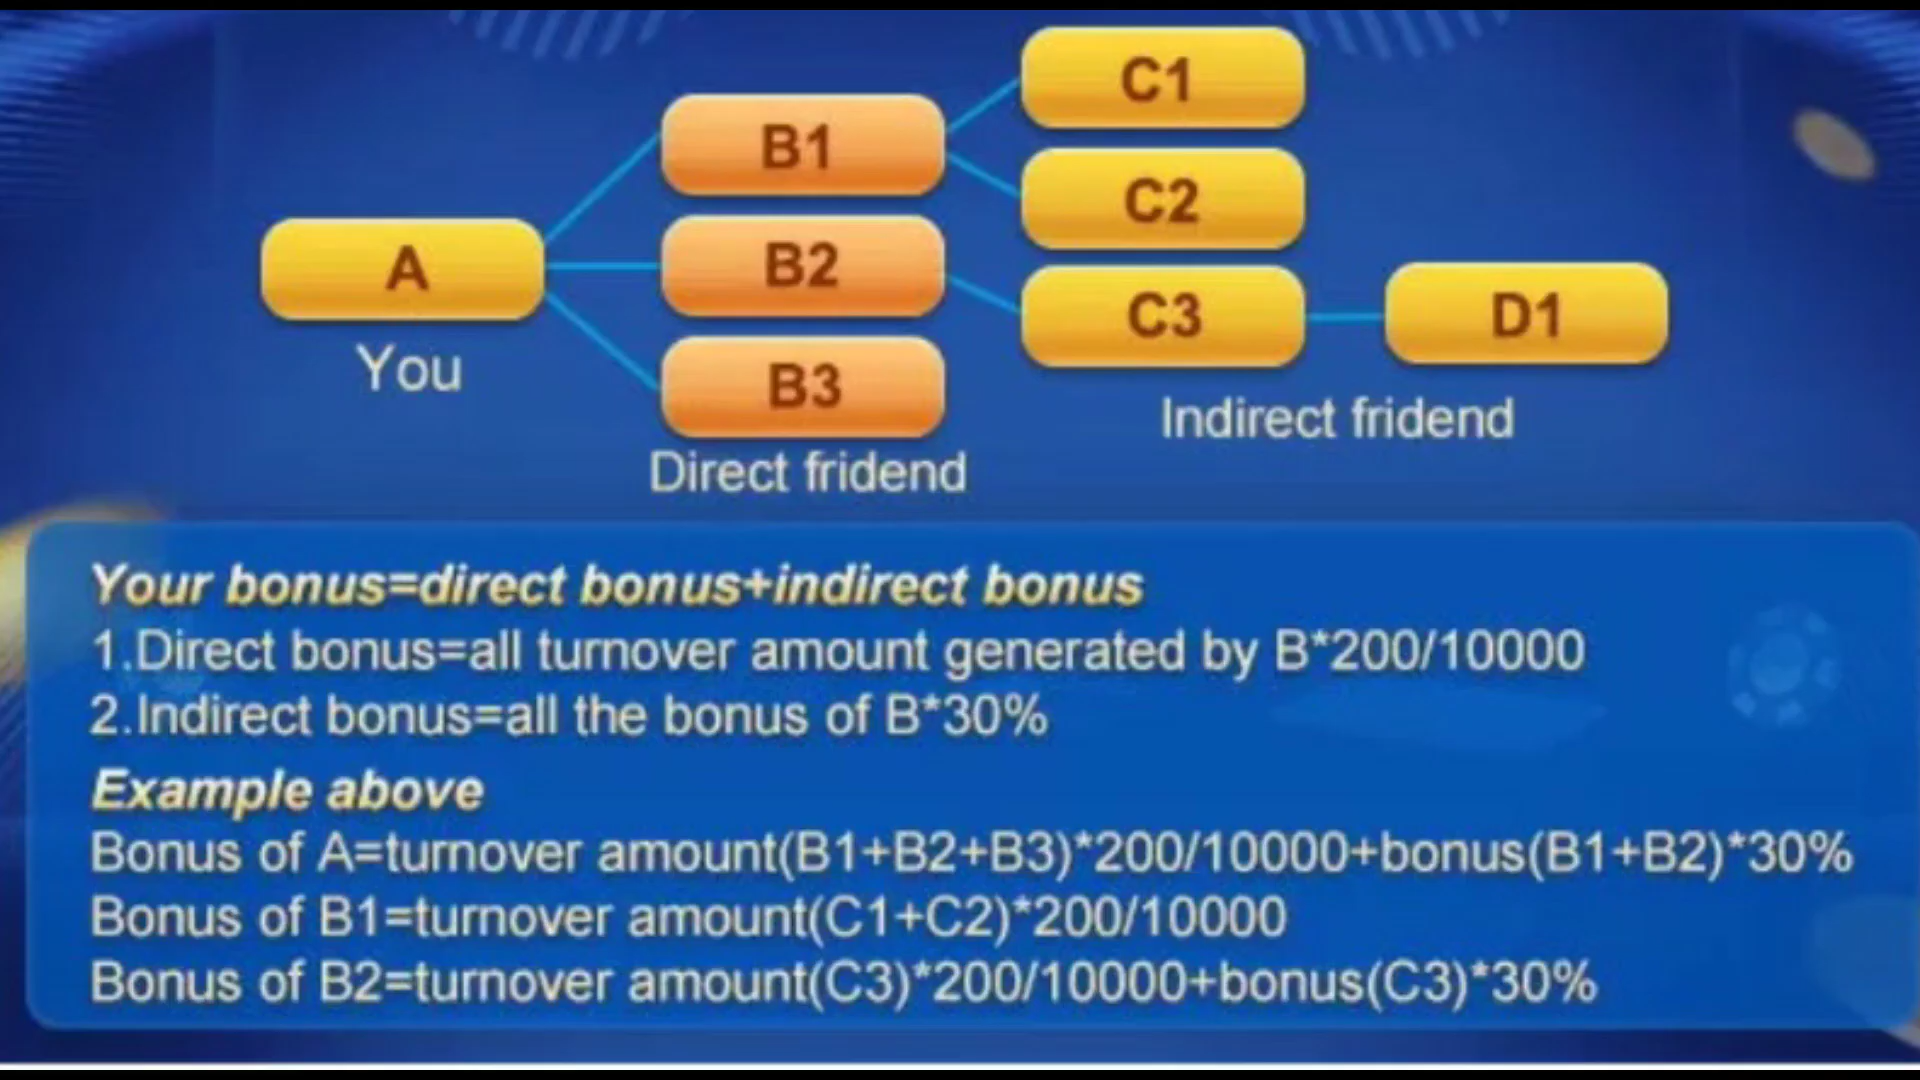 C1
B1
C2
A
B2
C3
D1
You
B3
Indirect fridend
Direct fridend
Your bonus=direct bonus+indirect bonus
1.Direct bonus=all turnover amount generated by B*200/10000
2.Indirect bonus=all the bonus of B*30%
Example above
Bonus of A=turnover amount(B1+B2+B3)*200/10000+bonus(B1+B2)*30%
Bonus of B1=turnover amount(C1+C2)*200/10000
Bonus of B2=turnover amount(C3)*200/10000+bonus(C3)*30%